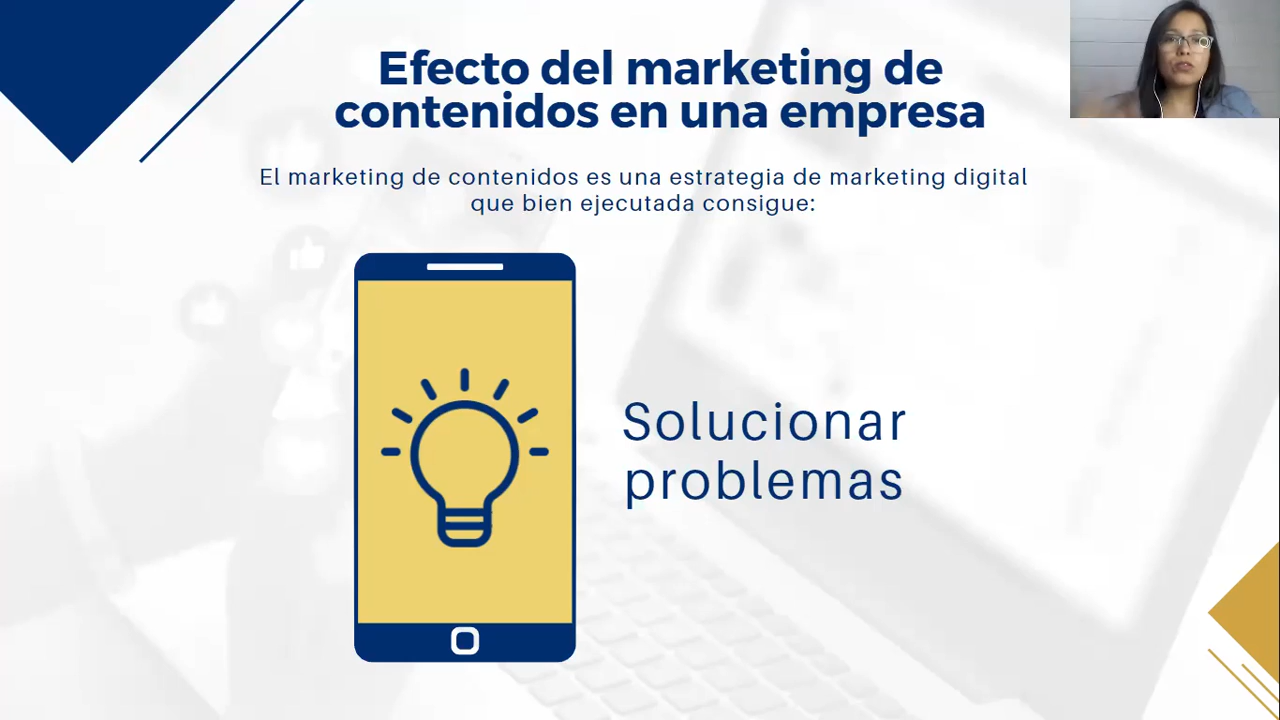 Efecto del marketing de
contenidos en una empresa
El marketing de contenidos es una estrategia de marketing digital
que bien ejecutada consigue:
Solucionar
problemas